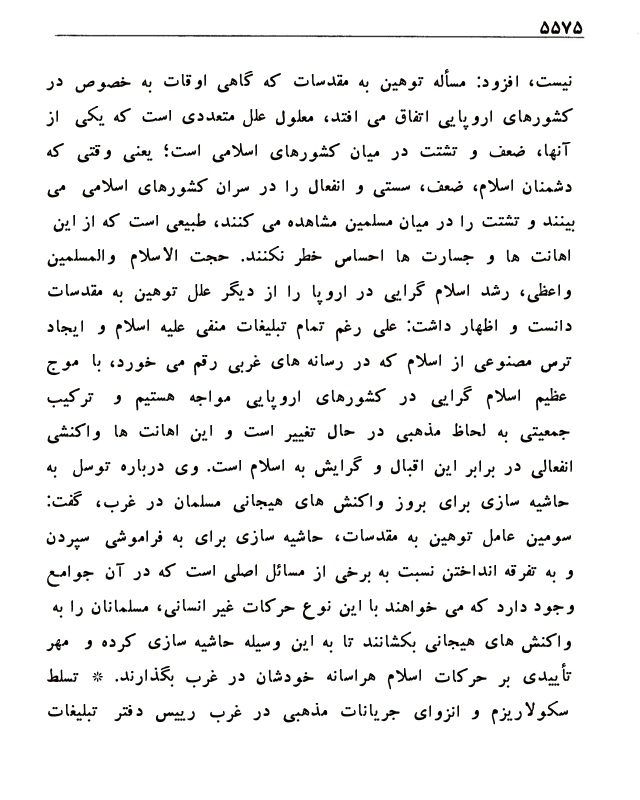 ۵۵۷۵
نیست، افزود: مسأله توهین به مقدسات که گاهی اوقات به خصوص در
کشورهای اروپایی اتفاق می افتد، معلول علل متعددی است که یکی از
آنها، ضعف و تشتت در میان کشورهای اسلامی است؛ یعنی وقتی که
دشمنان اسلام، ضعف، سستی و انفعال را در سران کشورهای اسلامی می
بینند و تشتت را در میان مسلمین مشاهده می کنند، طبیعی است که از این
اهانت ها و جسارت ها احساس خطر نکنند. حجت الاسلام والمسلمین
واعظی، رشد اسلام گرایی در اروپا را از دیگر علل توهین به مقدسات
دانست و اظهار داشت: علی رغم تمام تبلیغات منفی علیه اسلام و ایجاد
ترس مصنوعی از اسلام که در رسانه های غربی رقم می خورد، با موج
عظیم اسلام گرایی در کشورهای اروپایی مواجه هستیم و ترکیب
جمعیتی به لحاظ مذهبی در حال تغییر است و این اهانت ها واکنشی
انفعالی در برابر این اقبال و گرایش به اسلام است. وی درباره توسل به
حاشیه سازی برای بروز واکنش های هیجانی مسلمان در غرب، گفت:
سومین عامل توهین به مقدسات، حاشیه سازی برای به فراموشی سپردن
و به تفرقه انداختن نسبت به برخی از مسائل اصلی است که در آن جوامع
وجود دارد که می خواهند با این نوع حرکات غیر انسانی، مسلمانان را به
واکنش های هیجانی بکشانند تا به این وسیله حاشیه سازی کرده و مهر
تأییدی بر حرکات اسلام هراسانه خودشان در غرب بگذارند. * تسلط
سکولاریزم و انزوای جریانات مذهبی در غرب رییس دفتر تبلیغات